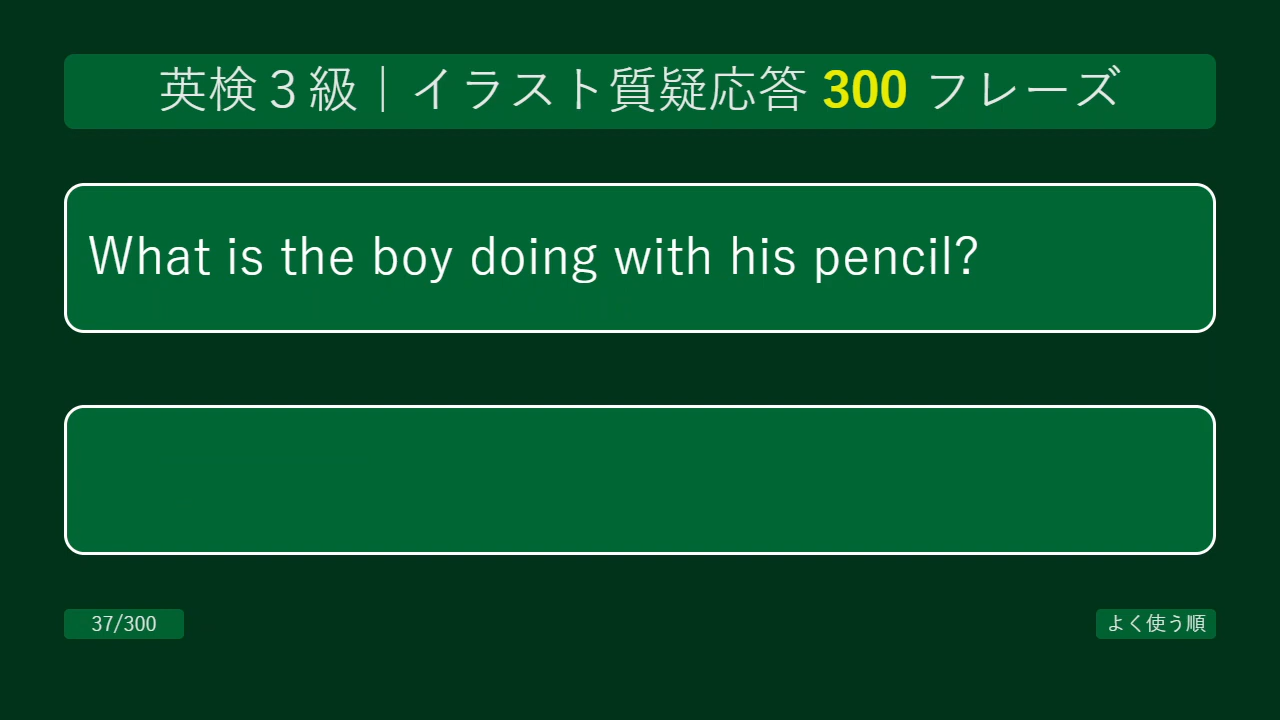 英検３級｜イラスト質疑応答 300 フレーズ
What is the boy doing with his pencil?
37/300
よく使う順